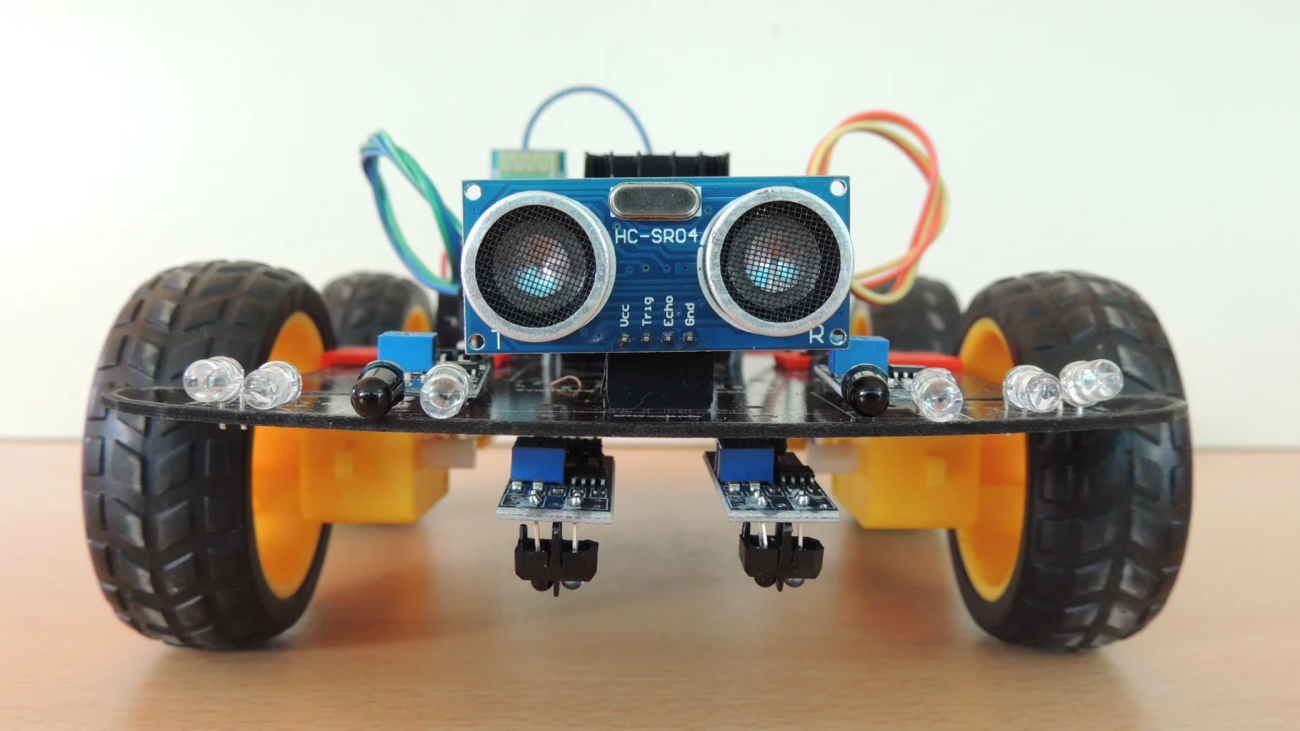 HC-SR04
Vcc
Trig
Echo
Gnd
T
R